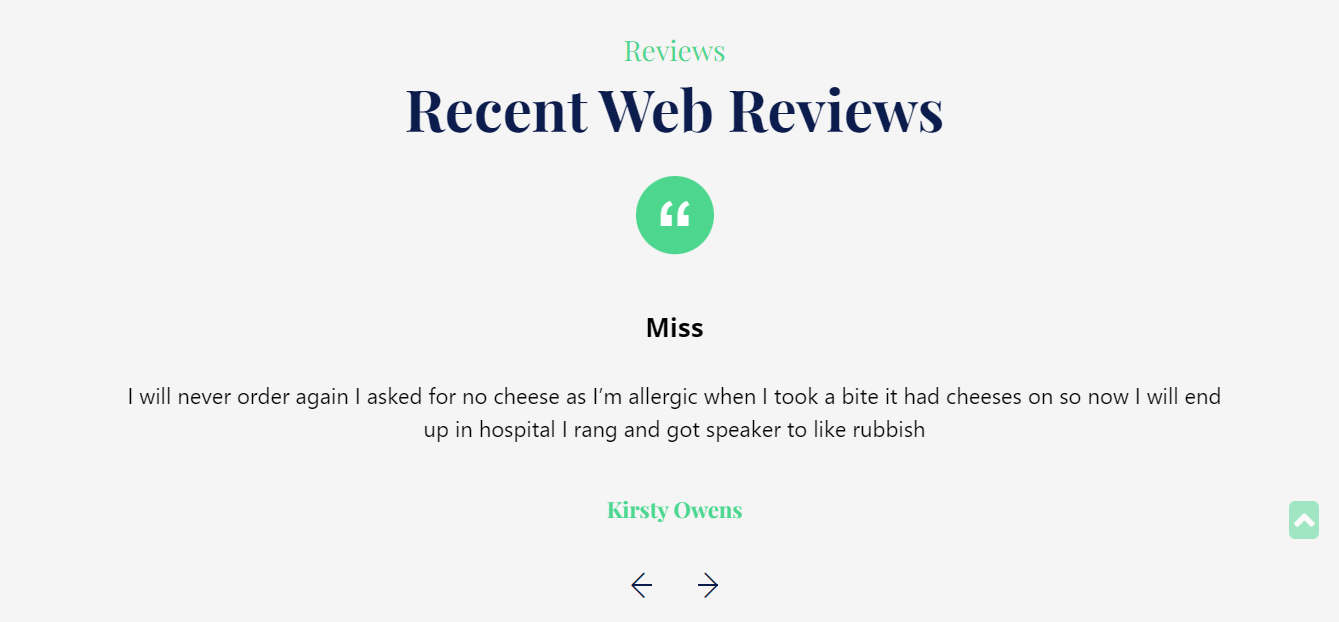 Reviews
Recent Web Reviews
“
Miss
I will never order again I asked for no cheese as I’m allergic when I took a bite it had cheeses on so now I will end
up in hospital I rang and got speaker to like rubbish
Kirsty Owens